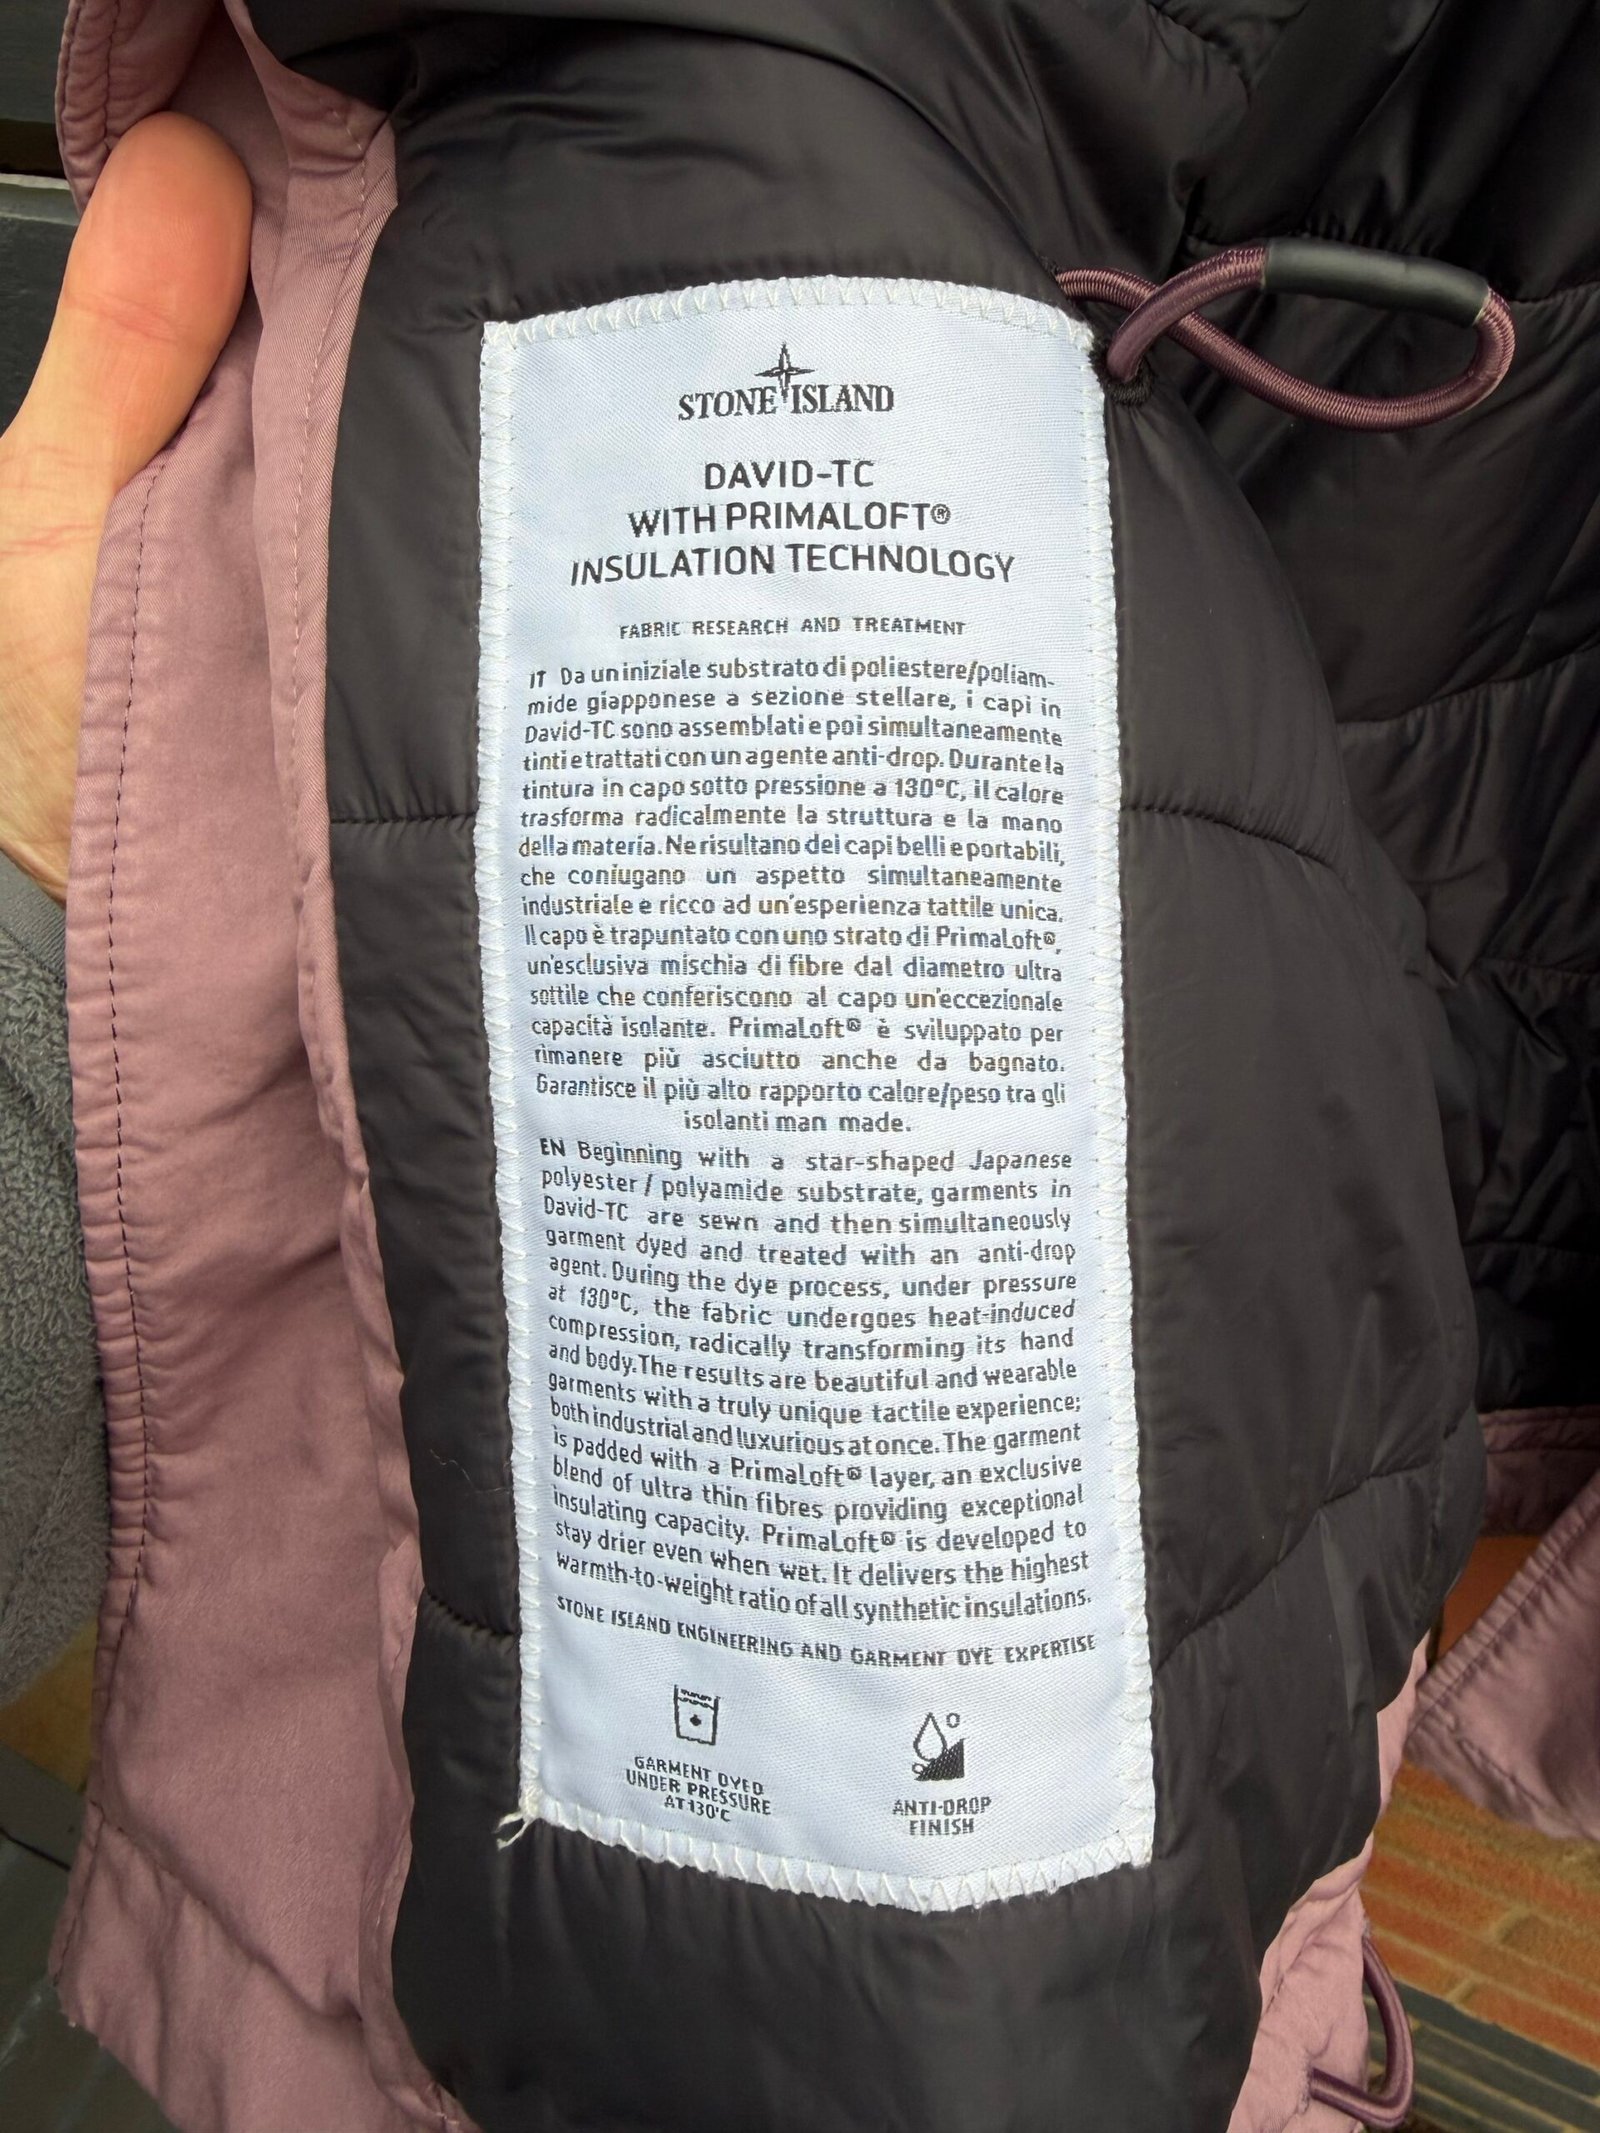 STONE ISLAND
DAVID-TC
WITH PRIMALOFT®
INSULATION TECHNOLOGY
FABRIC RESEARCH AND TREATMENT
IT Da un iniziale substrato di poliestere/poliam-
mide giapponese a sezione stellare, i capi in
David-TC sono assemblati e poi simultaneamente
tinti e trattati con un agente anti-drop. Durante la
tintura in capo sotto pressione a 130°C, il calore
trasforma radicalmente la struttura e la mano
della materia. Ne risultano dei capi belli e portabili,
che coniugano un aspetto simultaneamente
industriale e ricco ad un'esperienza tattile unica.
Il capo è trapuntato con uno strato di PrimaLoft®,
un'esclusiva mischia di fibre dal diametro ultra
sottile che conferiscono al capo un'eccezionale
capacità isolante. PrimaLoft® è sviluppato per
rimanere più asciutto anche da bagnato.
Garantisce il più alto rapporto calore/peso tra gli
isolanti man made.
EN Beginning with a star-shaped Japanese
polyester / polyamide substrate, garments in
David-TC are sewn and then simultaneously
garment dyed and treated with an anti-drop
agent. During the dye process, under pressure
at 130°C, the fabric undergoes heat-induced
compression, radically transforming its hand
and body. The results are beautiful and wearable
garments with a truly unique tactile experience;
both industrial and luxurious at once. The garment
is padded with a PrimaLoft® layer, an exclusive
blend of ultra thin fibres providing exceptional
insulating capacity. PrimaLoft® is developed to
stay drier even when wet. It delivers the highest
warmth-to-weight ratio of all synthetic insulations.
STONE ISLAND ENGINEERING AND GARMENT DYE EXPERTISE
GARMENT DYED
UNDER PRESSURE
AT 130°C
ANTI-DROP
FINISH